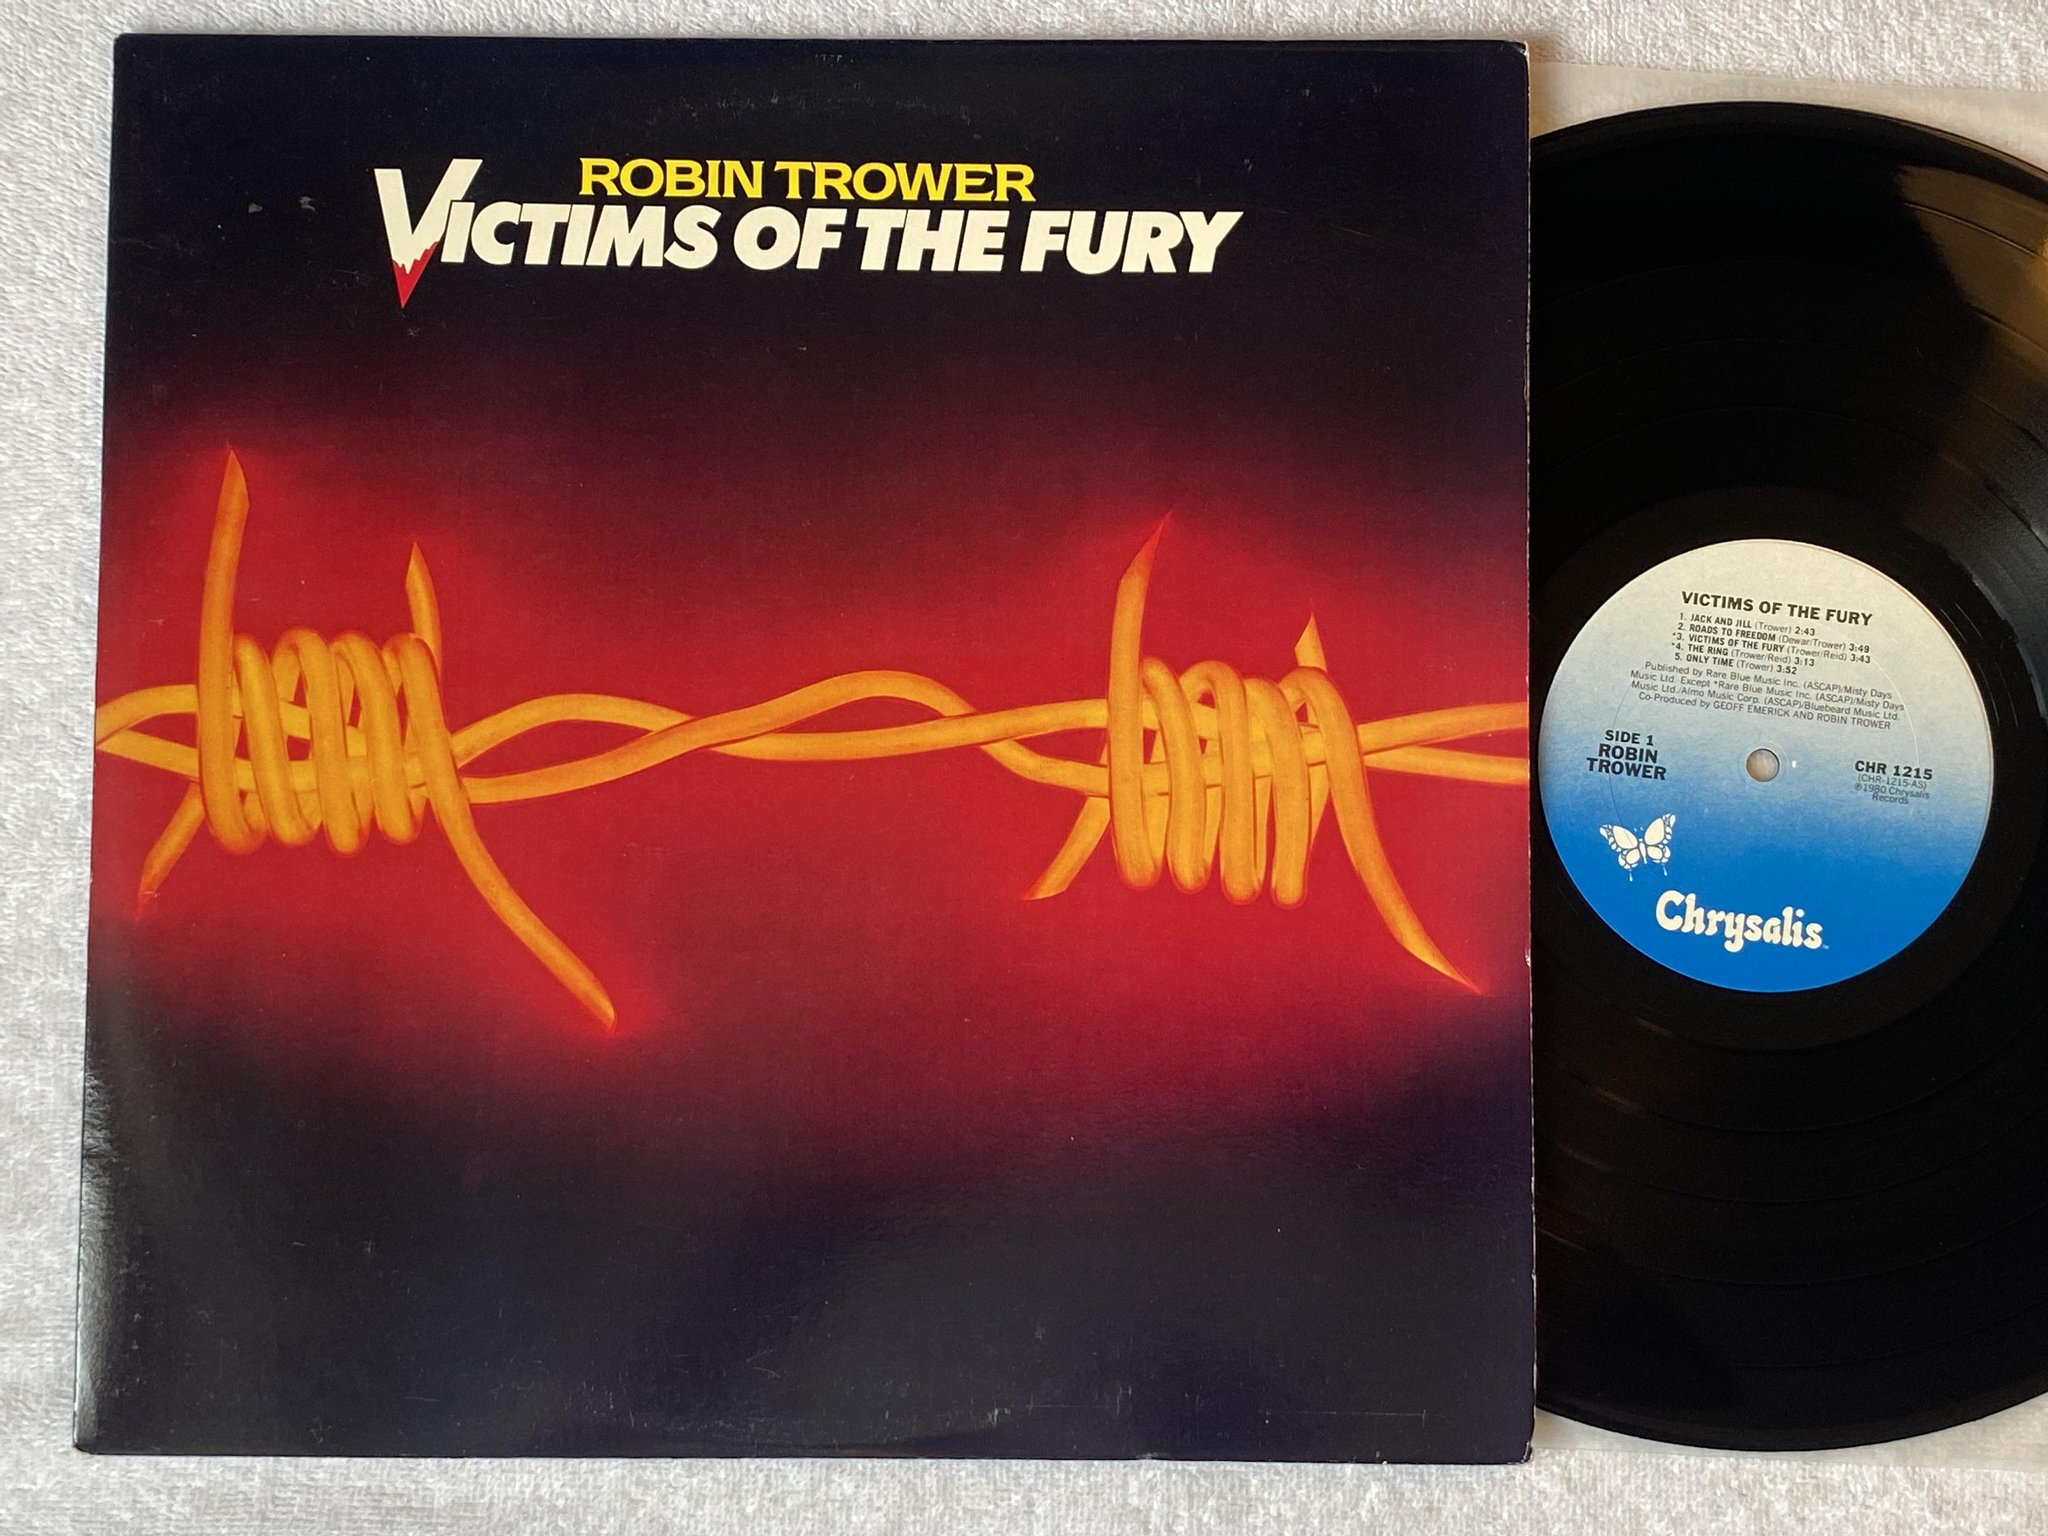 ROBIN TROWER
VICTIMS OF THE FURY
VICTIMS OF THE FURY
1. JACK AND JILL (Trower) 2:43
2. ROADS TO FREEDOM (Dewar/Trower) 3:49
*3. VICTIMS OF THE FURY (Trower/Reid) 3:43
*4. THE RING (Trower/Reid) 3:13
5. ONLY TIME (Trower) 3:52
Published by Rare Blue Music Inc. (ASCAP)/Misty Days
Music Ltd. Except *Rare Blue Music Inc. (ASCAP)/Misty Days
Music Ltd./Almo Music Corp. (ASCAP)/Bluebeard Music Ltd.
Co-Produced by GEOFF EMERICK AND ROBIN TROWER
SIDE 1
ROBIN
TROWER
CHR 1215
(CHR-1215-AS)
℗1980 Chrysalis
Records
Chrysalis™